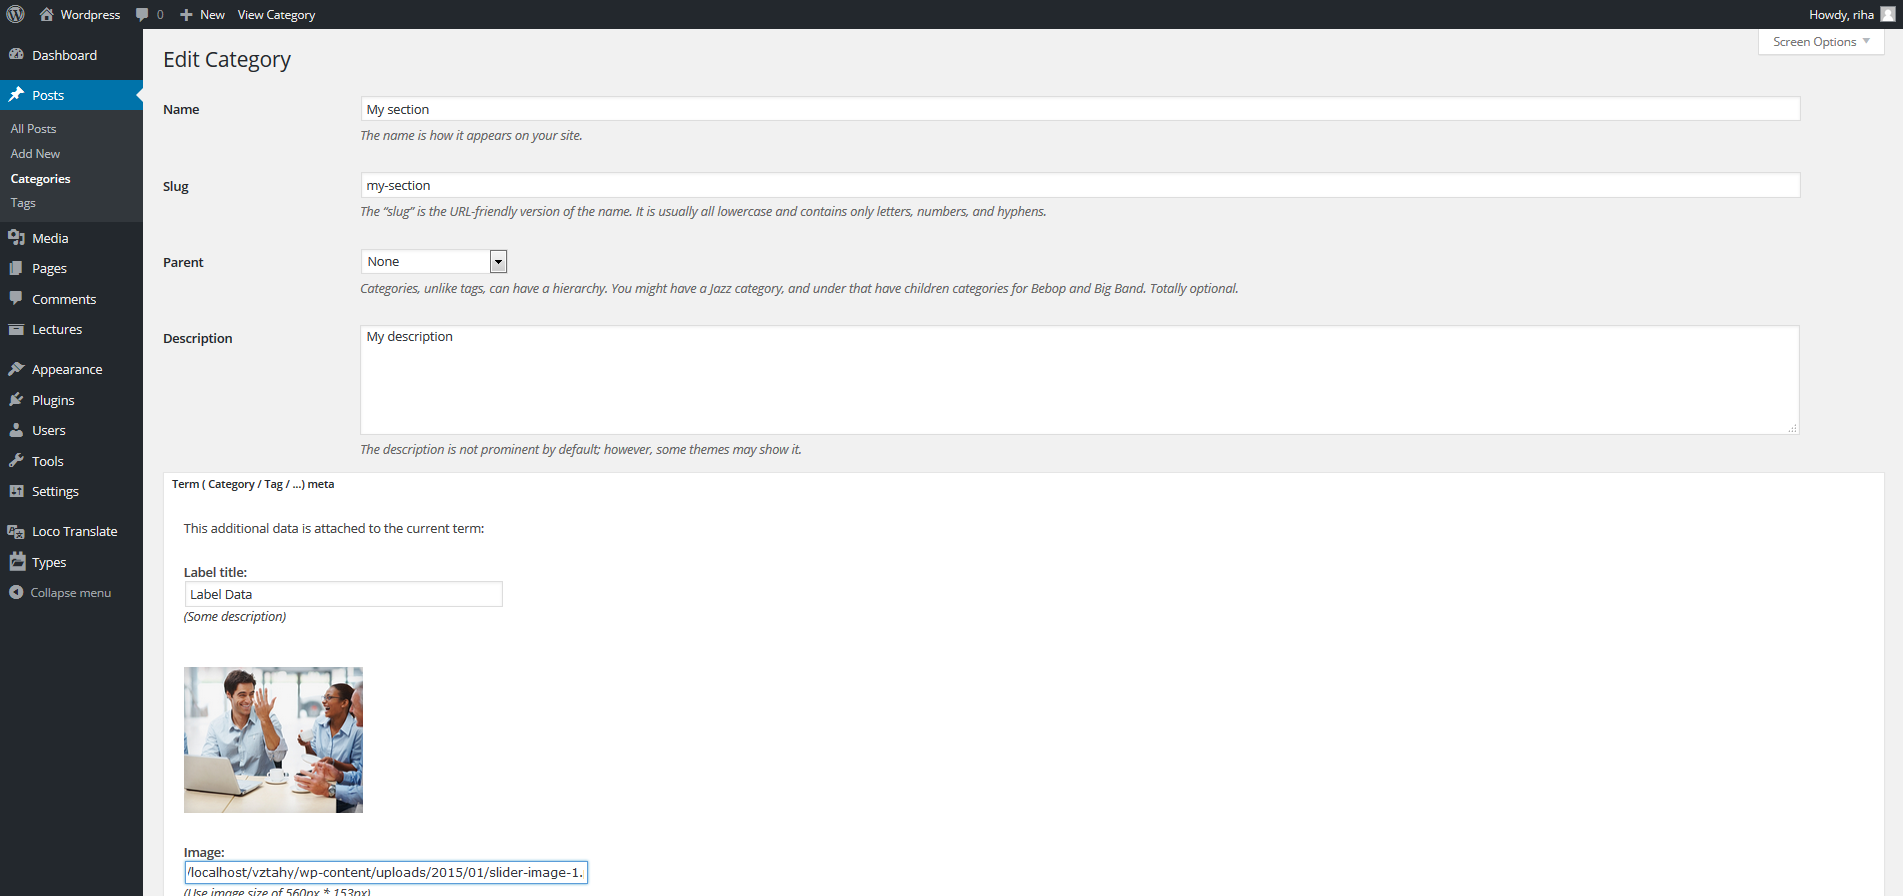 Wordpress 0 New View Category Howdy, riha
Screen Options
Dashboard
Posts
All Posts
Add New
Categories
Tags
Media
Pages
Comments
Lectures
Appearance
Plugins
Users
Tools
Settings
Loco Translate
Types
Collapse menu
Edit Category
Name
My section
The name is how it appears on your site.
Slug
my-section
The “slug” is the URL-friendly version of the name. It is usually all lowercase and contains only letters, numbers, and hyphens.
Parent
None
Categories, unlike tags, can have a hierarchy. You might have a Jazz category, and under that have children categories for Bebop and Big Band. Totally optional.
Description
My description
The description is not prominent by default; however, some themes may show it.
Term ( Category / Tag / ...) meta
This additional data is attached to the current term:
Label title:
Label Data
(Some description)
Image:
/localhost/vztahy/wp-content/uploads/2015/01/slider-image-1.
(Use image size of 560px * 153px)